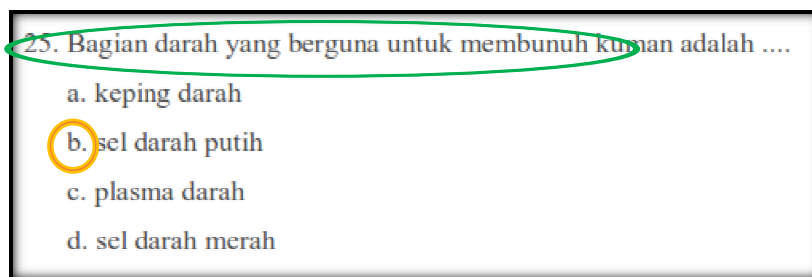 25. Bagian darah yang berguna untuk membunuh kuman adalah ....
a. keping darah
b. sel darah putih
c. plasma darah
d. sel darah merah